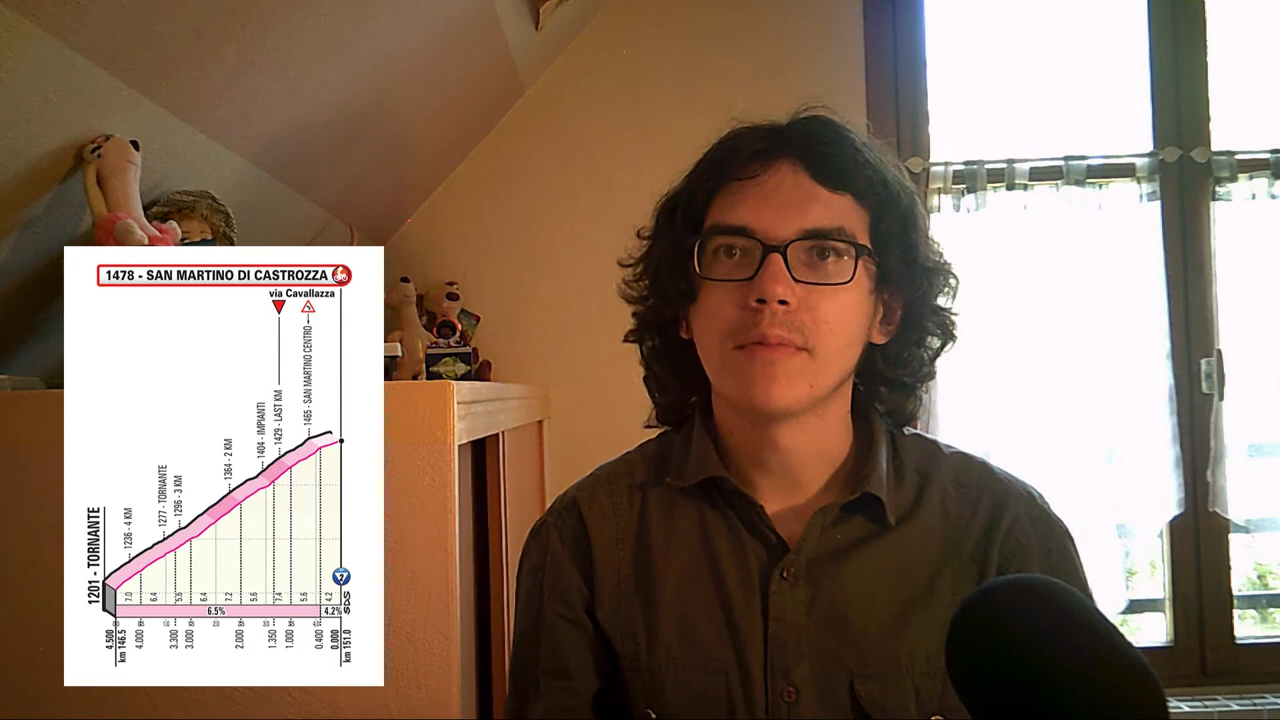 1478 - SAN MARTINO DI CASTROZZA
via Cavallazza
1201 - TORNANTE
1236 - 4 KM
1277 - TORNANTE
1296 - 3 KM
1364 - 2 KM
1404 - IMPIANTI
1429 - LAST KM
1465 - SAN MARTINO CENTRO
2
7.0 6.4 5.6 6.4 7.2 5.6 7.4 5.6 4.2
6.5% 4.2%
SDS
4.500 4.000 3.300 3.000 2.000 1.350 1.000 0.400 0.000
km 146.5 km 151.0